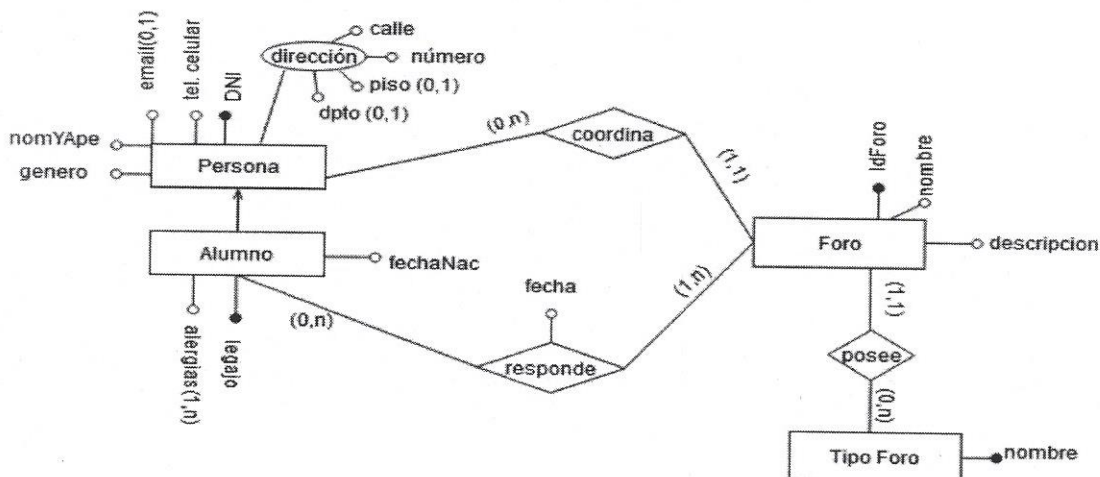 email(0,1)
tel. celular
DNI
calle
dirección
número
piso (0,1)
dpto (0,1)
nomYApe
genero
Persona
(0,n)
coordina
(1,1)
IdForo
nombre
Foro
descripcion
Alumno
fechaNac
alergias(1,n)
legajo
(0,n)
fecha
responde
(1,n)
(1,1)
posee
(0,n)
Tipo Foro
nombre